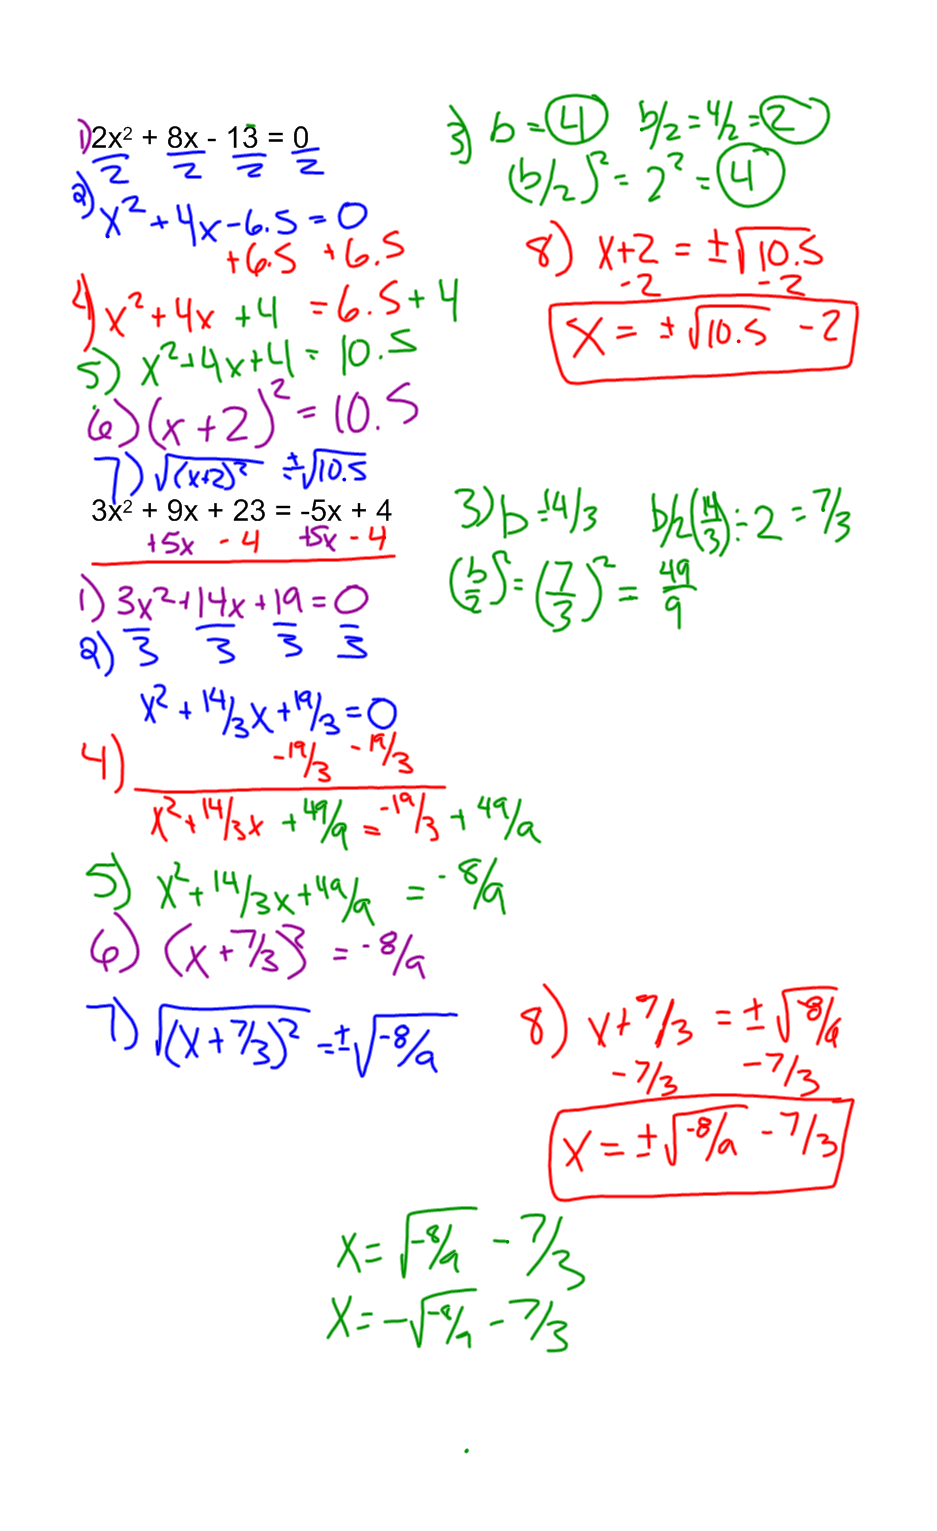 1) 2x² + 8x - 13 = 0
2 2 2 2
2) x² + 4x - 6.5 = 0
+6.5 +6.5
4) x² + 4x + 4 = 6.5 + 4
5) x² + 4x + 4 = 10.5
6) (x + 2)² = 10.5
7) √(x+2)² = ±√10.5
3) b = 4 b/2 = 4/2 = 2
(b/2)² = 2² = 4
8) x+2 = ±√10.5
-2 -2
x = ±√10.5 - 2
3x² + 9x + 23 = -5x + 4
+5x - 4 +5x - 4
1) 3x² + 14x + 19 = 0
2) 3 3 3 3
x² + 14/3x + 19/3 = 0
4) -19/3 -19/3
x² + 14/3x + 49/9 = -19/3 + 49/9
5) x² + 14/3x + 49/9 = -8/9
6) (x + 7/3)² = -8/9
7) √(x + 7/3)² = ±√-8/9
3) b = 14/3 b/2 (14/3) ÷ 2 = 7/3
(b/2)² = (7/3)² = 49/9
8) x + 7/3 = ±√-8/9
-7/3 -7/3
x = ±√-8/9 - 7/3
x = √-8/9 - 7/3
x = -√-8/9 - 7/3